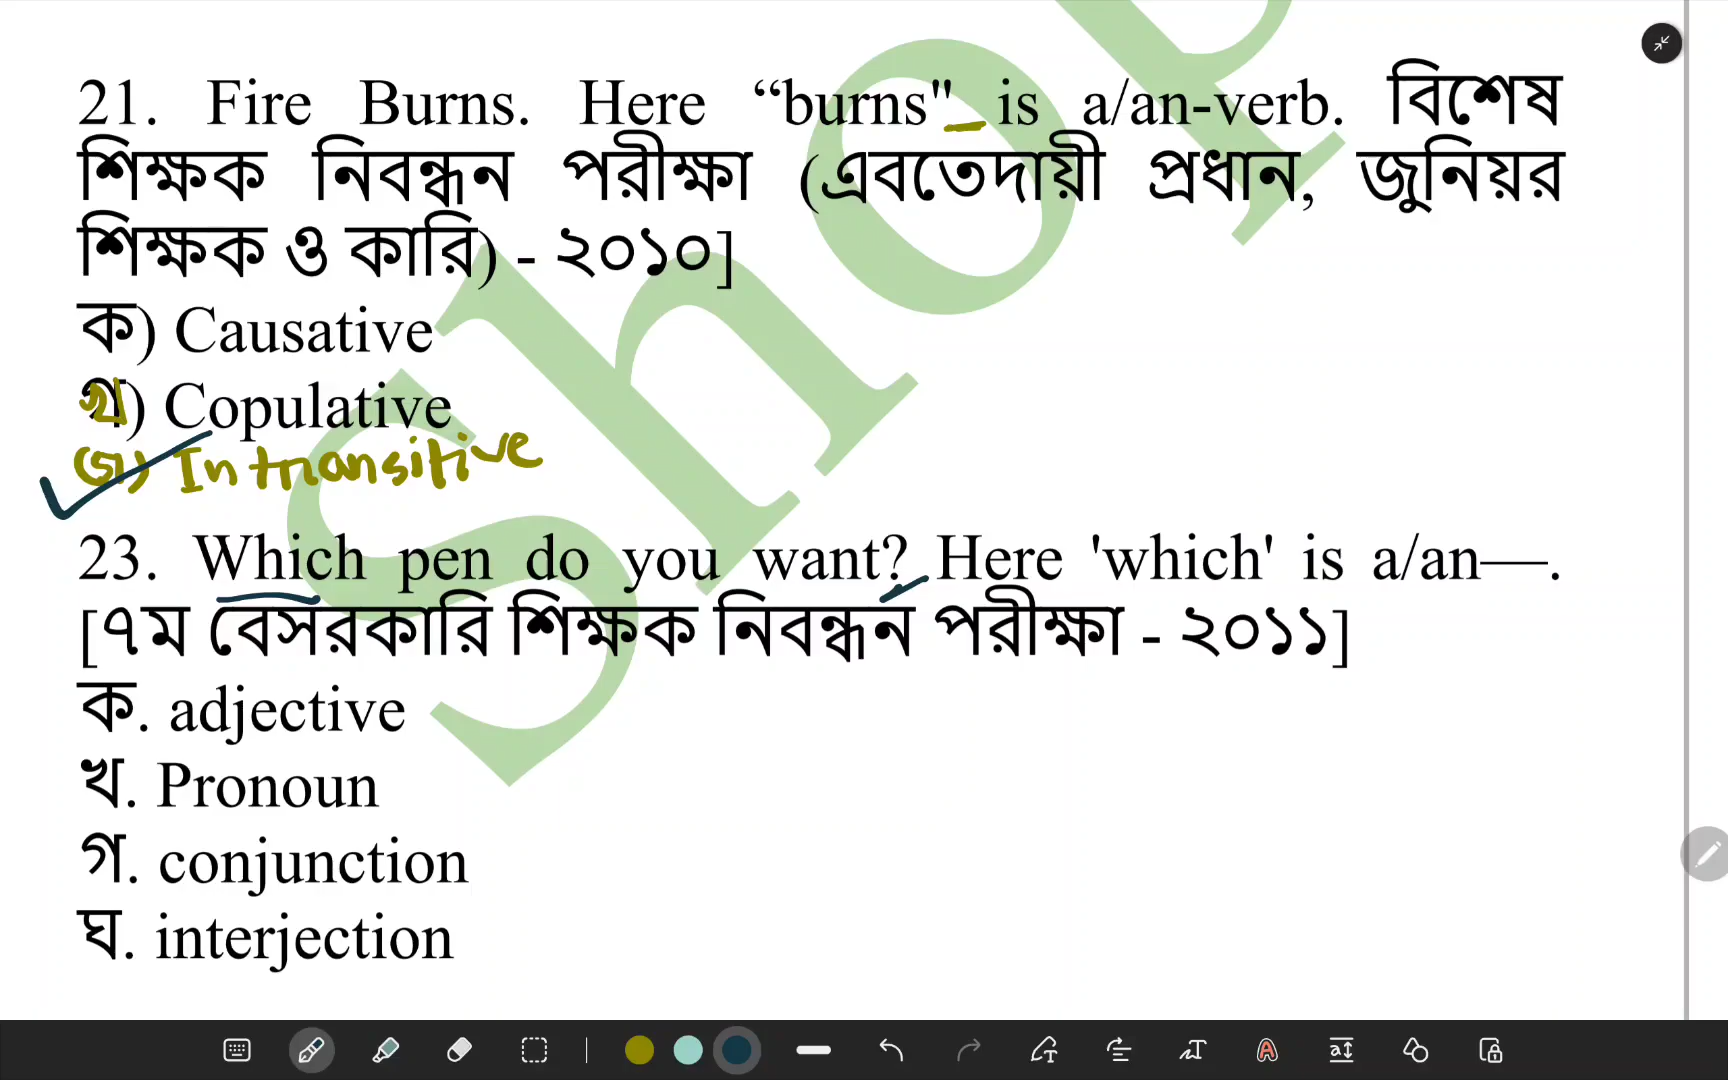 21. Fire Burns. Here “burns" _ is a/an-verb. বিশেষ
শিক্ষক নিবন্ধন পরীক্ষা (এবতেদায়ী প্রধান, জুনিয়র
শিক্ষক ও কারি) - ২০১০]
ক) Causative
খ) Copulative
গ) Intransitive
23. Which pen do you want? Here 'which' is a/an—.
[৭ম বেসরকারি শিক্ষক নিবন্ধন পরীক্ষা - ২০১১]
ক. adjective
খ. Pronoun
গ. conjunction
ঘ. interjection
Shop